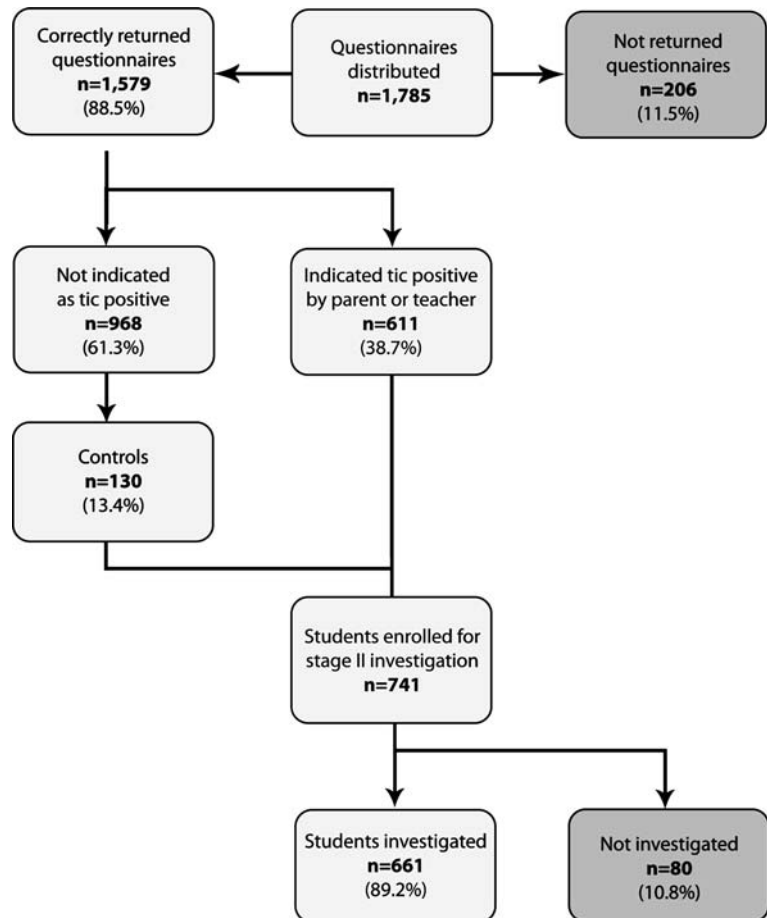 Correctly returned
questionnaires
n=1,579
(88.5%)
Questionnaires
distributed
n=1,785
Not returned
questionnaires
n=206
(11.5%)
Not indicated
as tic positive
n=968
(61.3%)
Indicated tic positive
by parent or teacher
n=611
(38.7%)
Controls
n=130
(13.4%)
Students enrolled for
stage II investigation
n=741
Students investigated
n=661
(89.2%)
Not investigated
n=80
(10.8%)